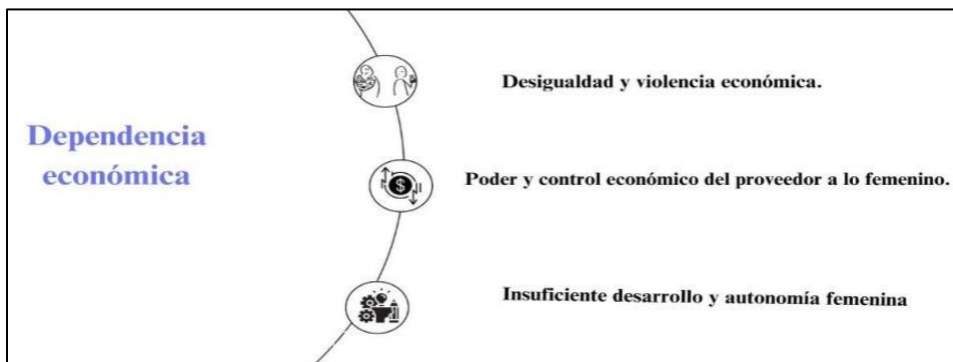 Dependencia
económica
Desigualdad y violencia económica.
Poder y control económico del proveedor a lo femenino.
Insuficiente desarrollo y autonomía femenina
$